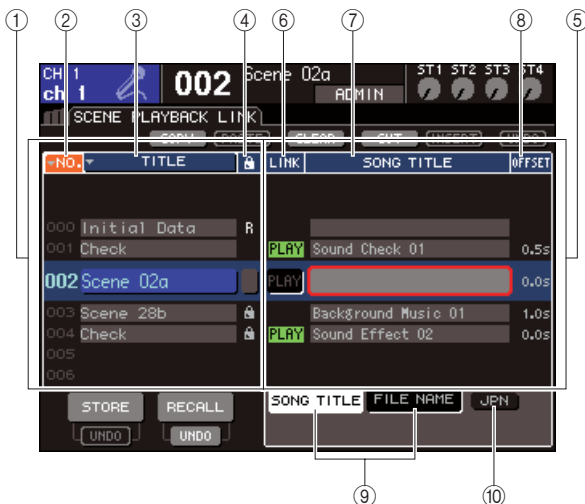 ① ② ③ ④ ⑥ ⑦ ⑧ ⑤
CH 1 002 Scene 02a ST1 ST2 ST3 ST4
ch 1 ADMIN
SCENE PLAYBACK LINK
COPY PASTE CLEAR CUT INSERT UNDO
NO. TITLE LINK SONG TITLE OFFSET
000 Initial Data R
001 Check PLAY Sound Check 01 0.5s
002 Scene 02a PLAY 0.0s
003 Scene 28b Background Music 01 1.0s
004 Check PLAY Sound Effect 02 0.0s
005
006
STORE RECALL SONG TITLE FILE NAME JPN
UNDO UNDO
⑨ ⑩